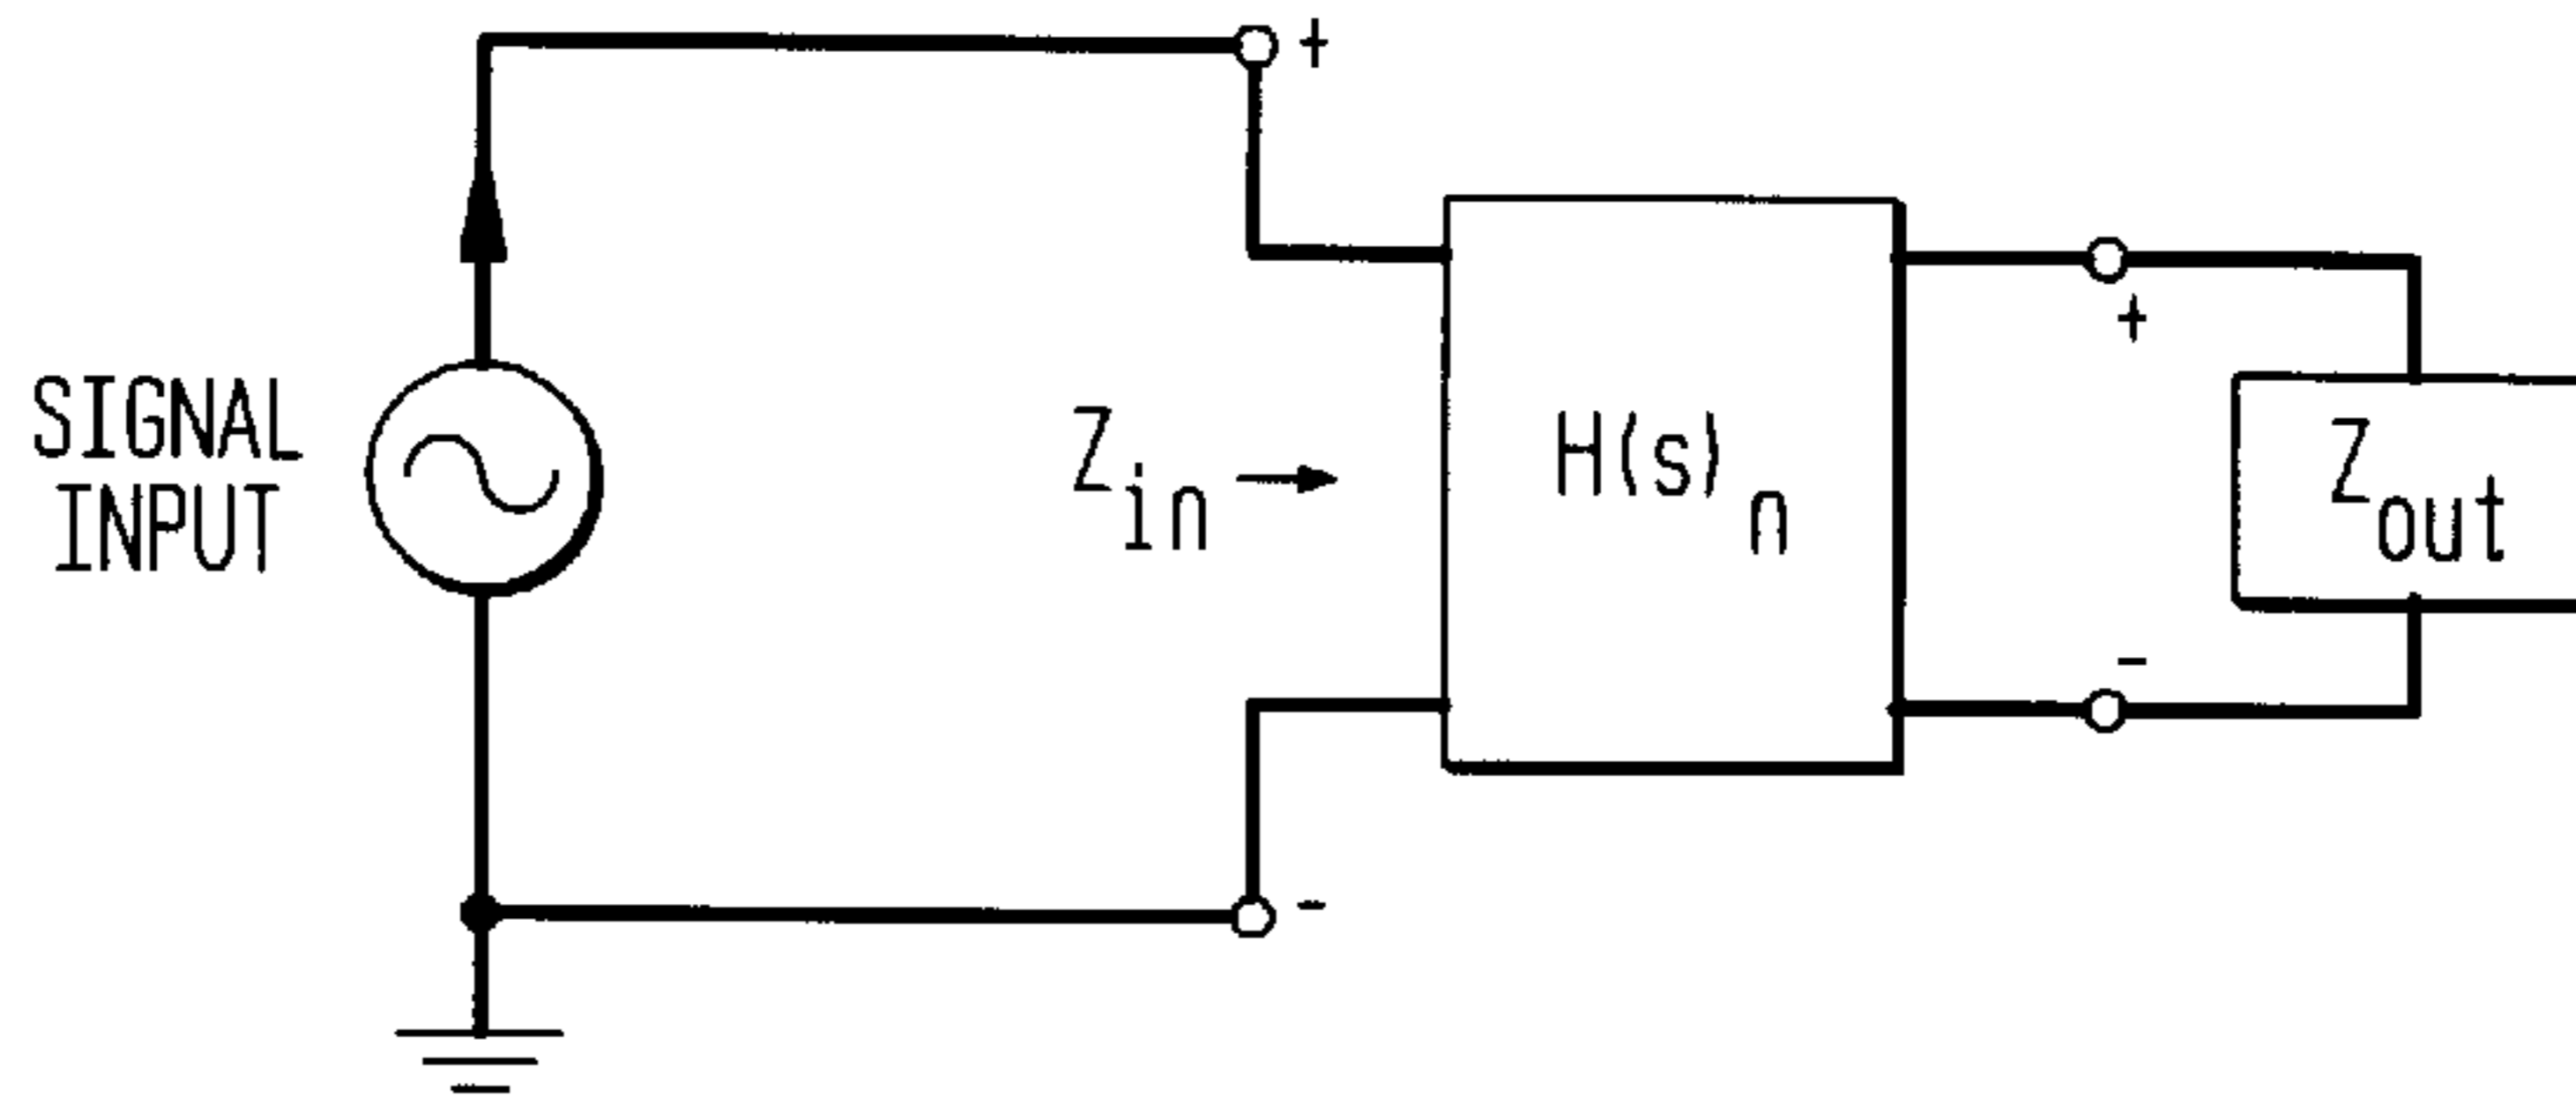 +
SIGNAL
INPUT
Z_in
H(s)_n
+
Z_out
-
-